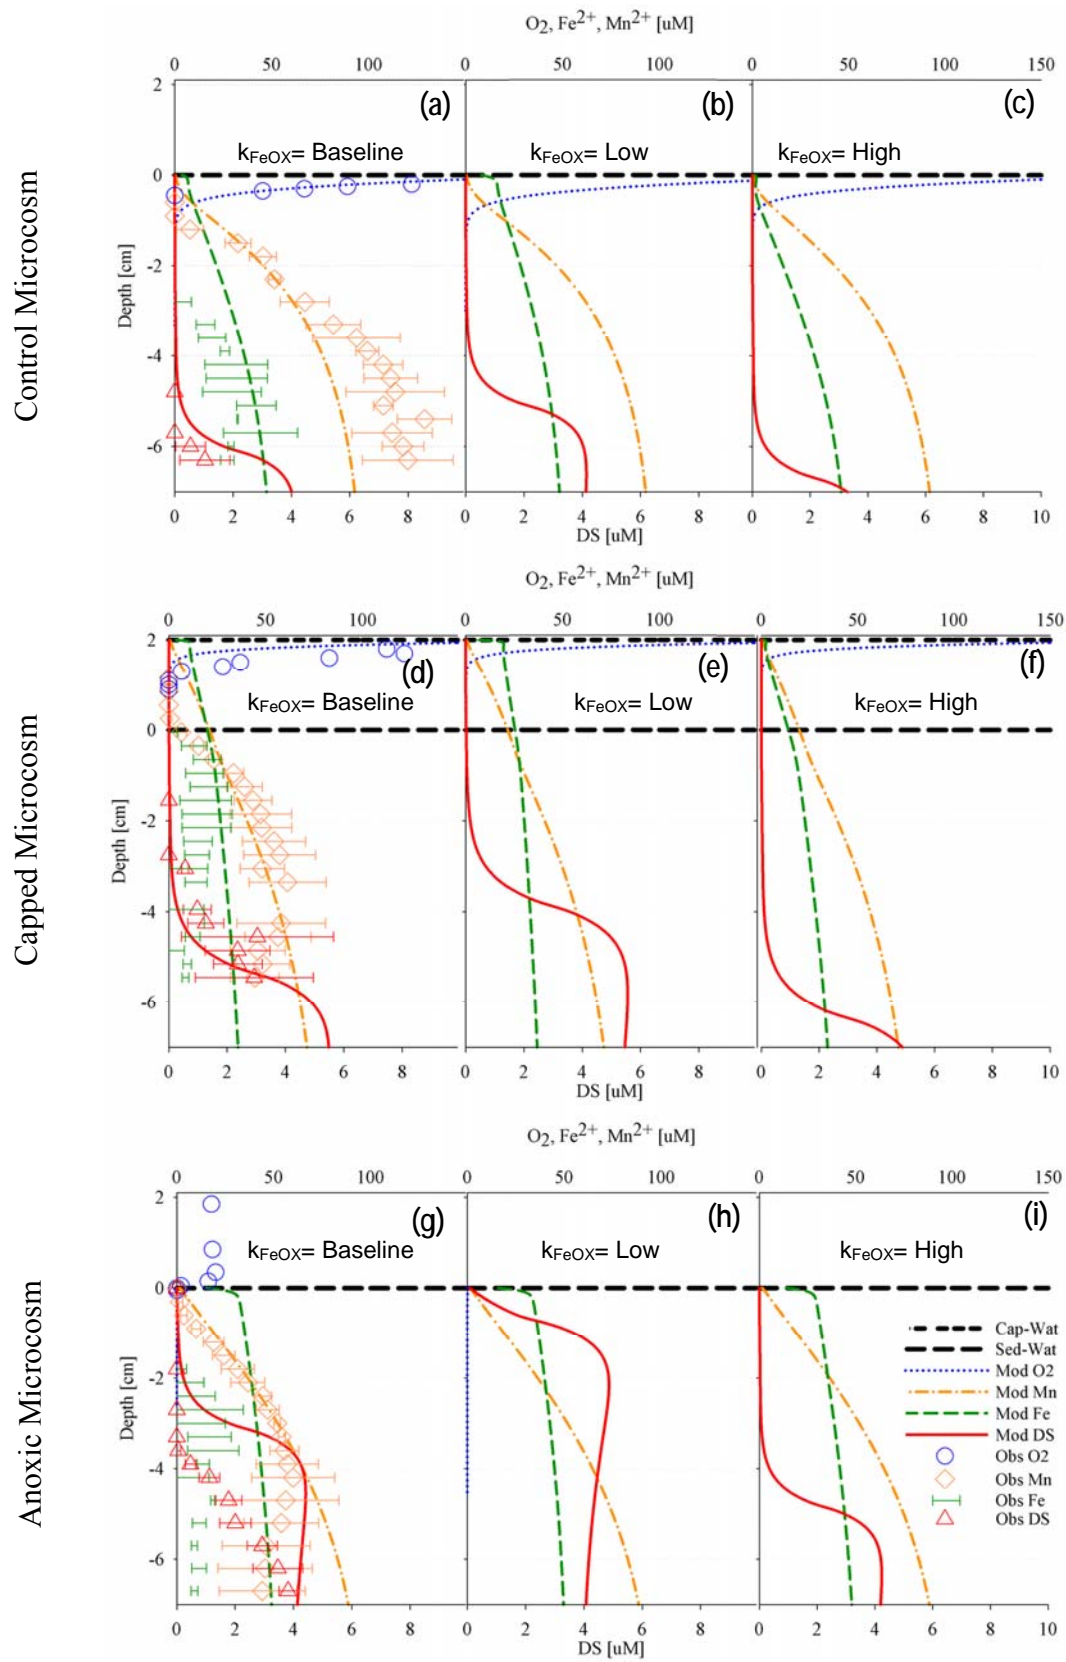 O2, Fe2+, Mn2+ [uM]
0 50 100 0 50 100 0 50 100 150
(a) (b) (c)
kFeOX= Baseline kFeOX= Low kFeOX= High
Control Microcosm
Depth [cm]
2
0
-2
-4
-6
0 2 4 6 8 0 2 4 6 8 0 2 4 6 8 10
DS [uM]
O2, Fe2+, Mn2+ [uM]
0 50 100 0 50 100 0 50 100 150
(d) (e) (f)
kFeOX= Baseline kFeOX= Low kFeOX= High
Capped Microcosm
Depth [cm]
2
0
-2
-4
-6
0 2 4 6 8 0 2 4 6 8 0 2 4 6 8 10
DS [uM]
O2, Fe2+, Mn2+ [uM]
0 50 100 0 50 100 0 50 100 150
(g) (h) (i)
kFeOX= Baseline kFeOX= Low kFeOX= High
Anoxic Microcosm
Depth [cm]
2
0
-2
-4
-6
Cap-Wat
Sed-Wat
Mod O2
Mod Mn
Mod Fe
Mod DS
Obs O2
Obs Mn
Obs Fe
Obs DS
0 2 4 6 8 0 2 4 6 8 0 2 4 6 8 10
DS [uM]